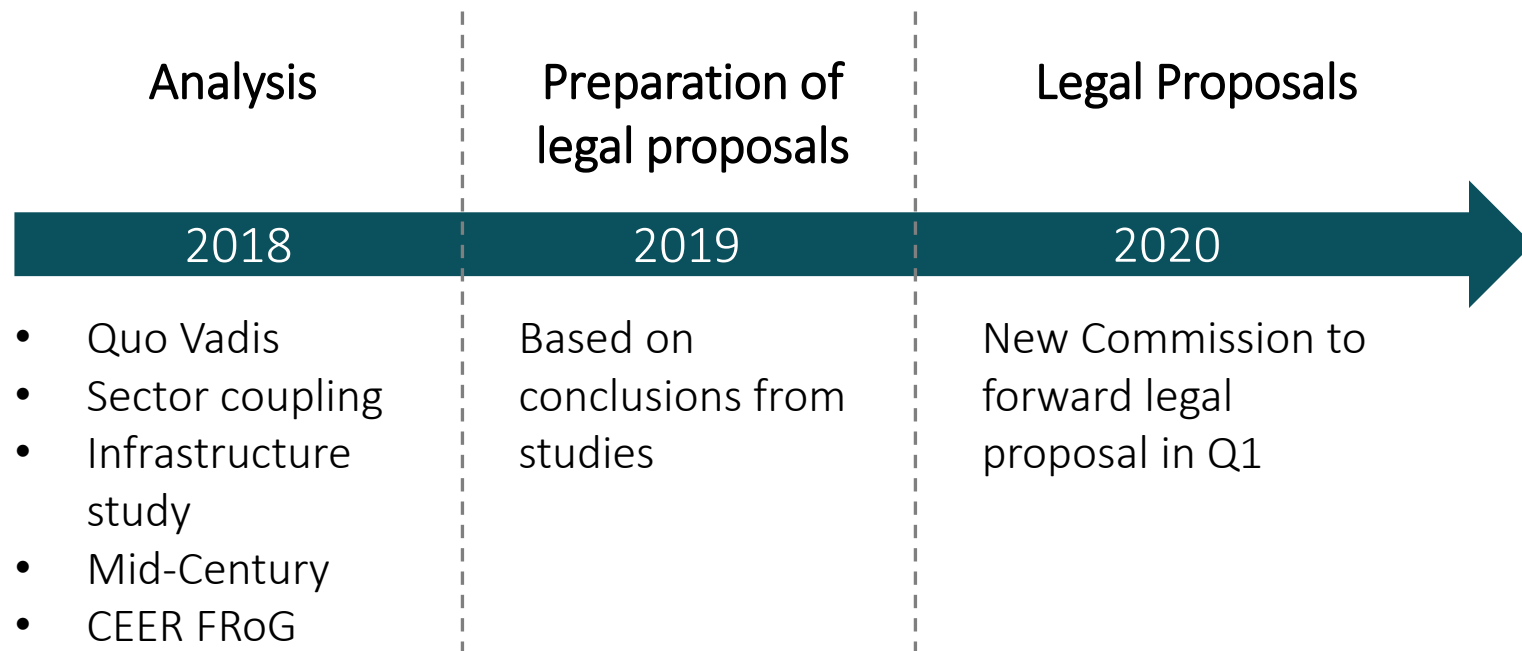 Analysis
Preparation of
legal proposals
Legal Proposals
2018
2019
2020
• Quo Vadis
• Sector coupling
• Infrastructure
study
• Mid-Century
• CEER FRoG
Based on
conclusions from
studies
New Commission to
forward legal
proposal in Q1